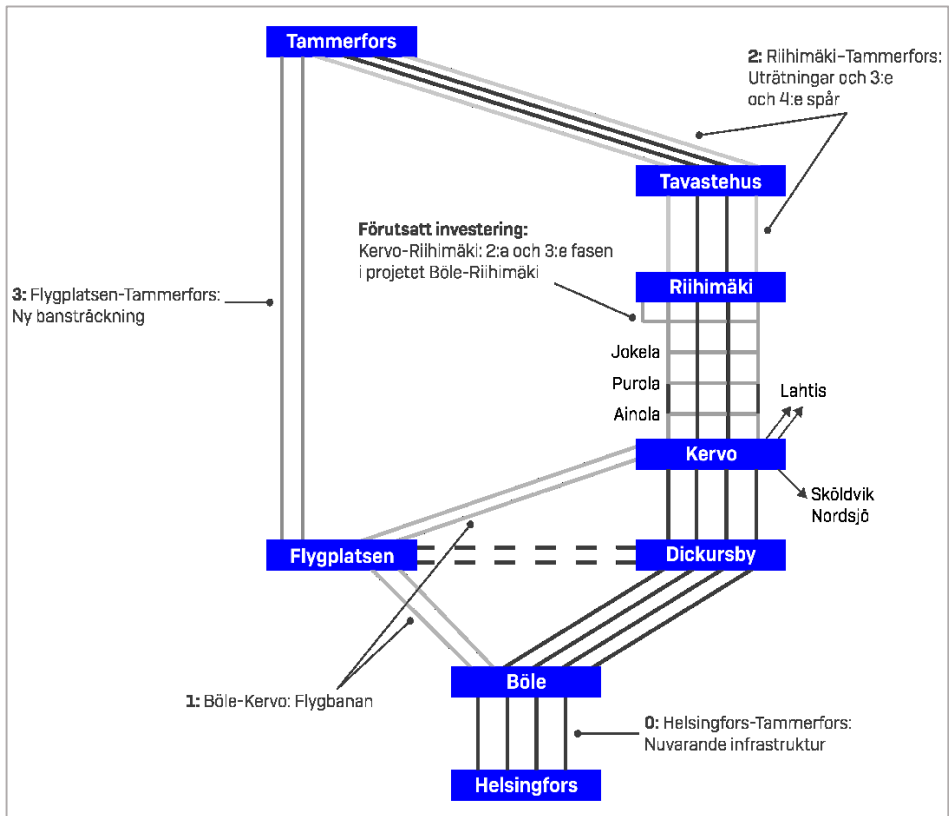 Tammerfors
2: Riihimäki-Tammerfors:
Uträtningar och 3:e
och 4:e spår
Tavastehus
Förutsatt investering:
Kervo-Riihimäki: 2:a och 3:e fasen
i projetet Böle-Riihimäki
Riihimäki
3: Flygplatsen-Tammerfors:
Ny bansträckning
Jokela
Purola
Ainola
Lahtis
Kervo
Sköldvik
Nordsjö
Flygplatsen
Dickursby
Böle
1: Böle-Kervo: Flygbanan
0: Helsingfors-Tammerfors:
Nuvarande infrastruktur
Helsingfors